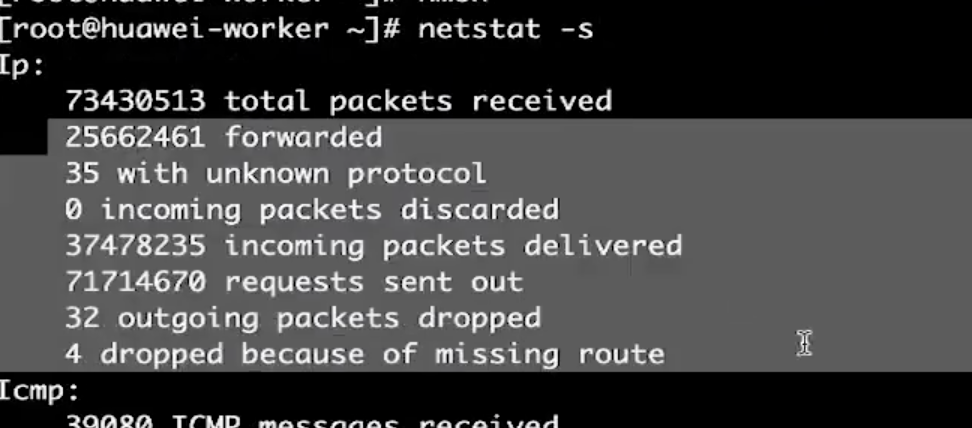 [root@huawei-worker ~]# netstat -s
Ip:
73430513 total packets received
25662461 forwarded
35 with unknown protocol
0 incoming packets discarded
37478235 incoming packets delivered
71714670 requests sent out
32 outgoing packets dropped
4 dropped because of missing route
Icmp:
39080 ICMP messages received